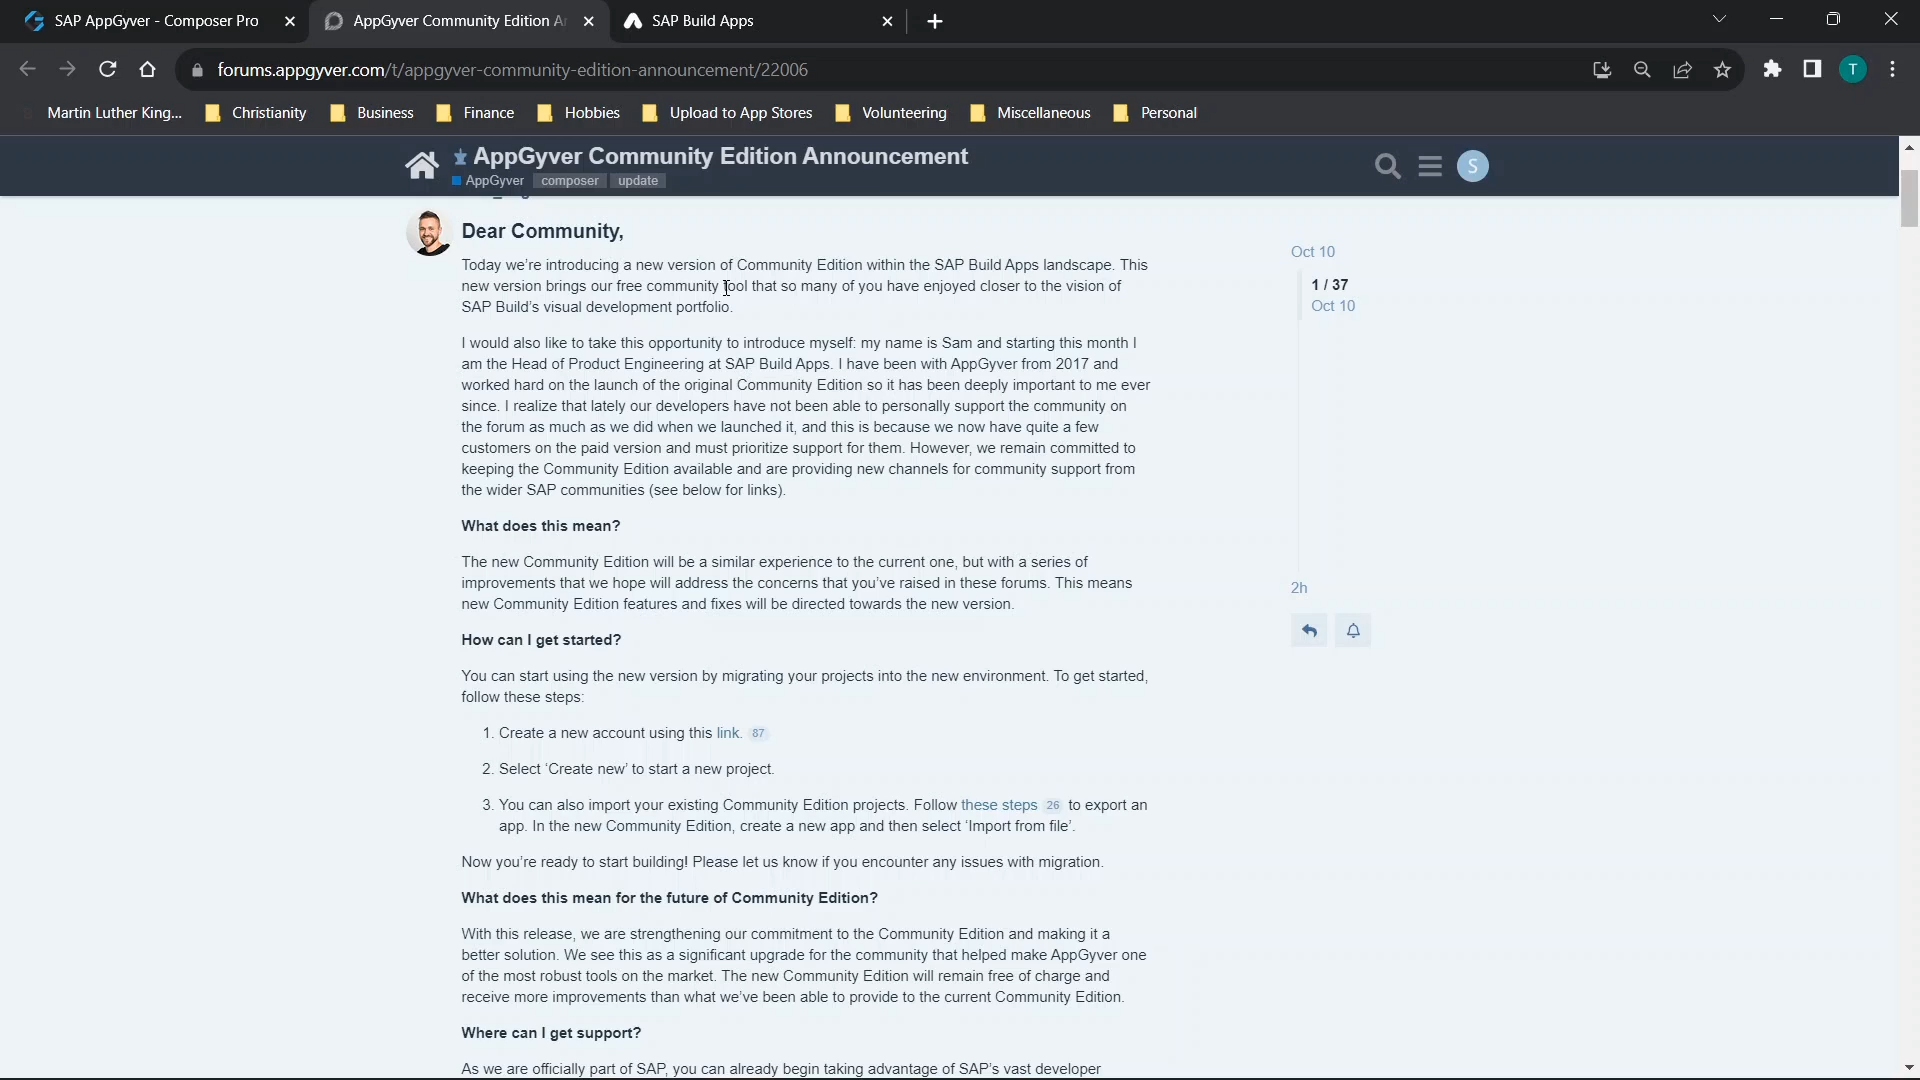 SAP AppGyver - Composer Pro
AppGyver Community Edition A
SAP Build Apps
forums.appgyver.com/t/appgyver-community-edition-announcement/22006
T
Martin Luther King...
Christianity
Business
Finance
Hobbies
Upload to App Stores
Volunteering
Miscellaneous
Personal
AppGyver Community Edition Announcement
AppGyver composer update
S
Dear Community,
Today we're introducing a new version of Community Edition within the SAP Build Apps landscape. This
new version brings our free community tool that so many of you have enjoyed closer to the vision of
SAP Build's visual development portfolio.
I would also like to take this opportunity to introduce myself: my name is Sam and starting this month I
am the Head of Product Engineering at SAP Build Apps. I have been with AppGyver from 2017 and
worked hard on the launch of the original Community Edition so it has been deeply important to me ever
since. I realize that lately our developers have not been able to personally support the community on
the forum as much as we did when we launched it, and this is because we now have quite a few
customers on the paid version and must prioritize support for them. However, we remain committed to
keeping the Community Edition available and are providing new channels for community support from
the wider SAP communities (see below for links).
What does this mean?
The new Community Edition will be a similar experience to the current one, but with a series of
improvements that we hope will address the concerns that you've raised in these forums. This means
new Community Edition features and fixes will be directed towards the new version.
How can I get started?
You can start using the new version by migrating your projects into the new environment. To get started,
follow these steps:
1. Create a new account using this link. 87
2. Select 'Create new' to start a new project.
3. You can also import your existing Community Edition projects. Follow these steps 26 to export an
app. In the new Community Edition, create a new app and then select 'Import from file'.
Now you're ready to start building! Please let us know if you encounter any issues with migration.
What does this mean for the future of Community Edition?
With this release, we are strengthening our commitment to the Community Edition and making it a
better solution. We see this as a significant upgrade for the community that helped make AppGyver one
of the most robust tools on the market. The new Community Edition will remain free of charge and
receive more improvements than what we've been able to provide to the current Community Edition.
Where can I get support?
As we are officially part of SAP, you can already begin taking advantage of SAP's vast developer
Oct 10
1 / 37
Oct 10
2h